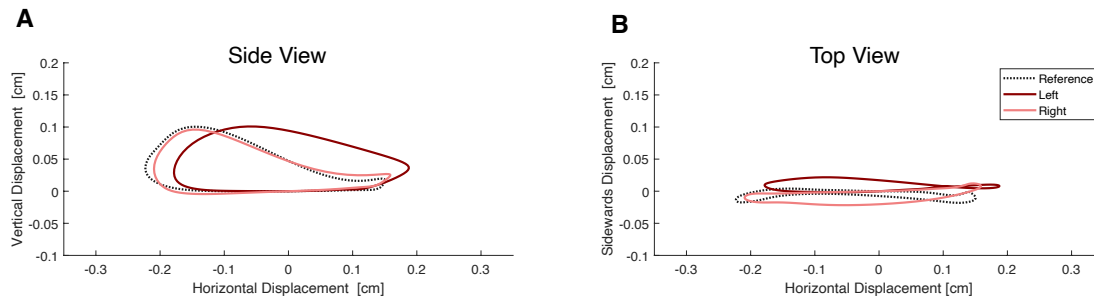 A
Side View
0.2
0.15
0.1
0.05
0
-0.05
-0.1
Vertical Displacement [cm]
-0.3 -0.2 -0.1 0 0.1 0.2 0.3
Horizontal Displacement [cm]
B
Top View
0.2
0.15
0.1
0.05
0
-0.05
-0.1
Sidewards Displacement [cm]
-0.3 -0.2 -0.1 0 0.1 0.2 0.3
Horizontal Displacement [cm]
Reference
Left
Right